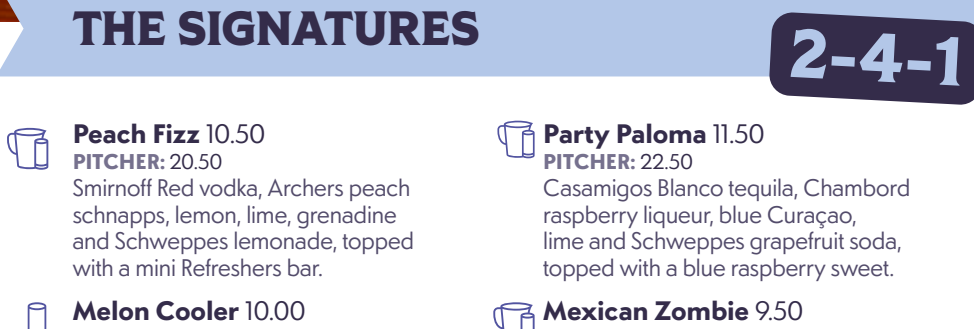 THE SIGNATURES
2-4-1
Peach Fizz 10.50
PITCHER: 20.50
Smirnoff Red vodka, Archers peach
schnapps, lemon, lime, grenadine
and Schweppes lemonade, topped
with a mini Refreshers bar.
Melon Cooler 10.00
Party Paloma 11.50
PITCHER: 22.50
Casamigos Blanco tequila, Chambord
raspberry liqueur, blue Curaçao,
lime and Schweppes grapefruit soda,
topped with a blue raspberry sweet.
Mexican Zombie 9.50